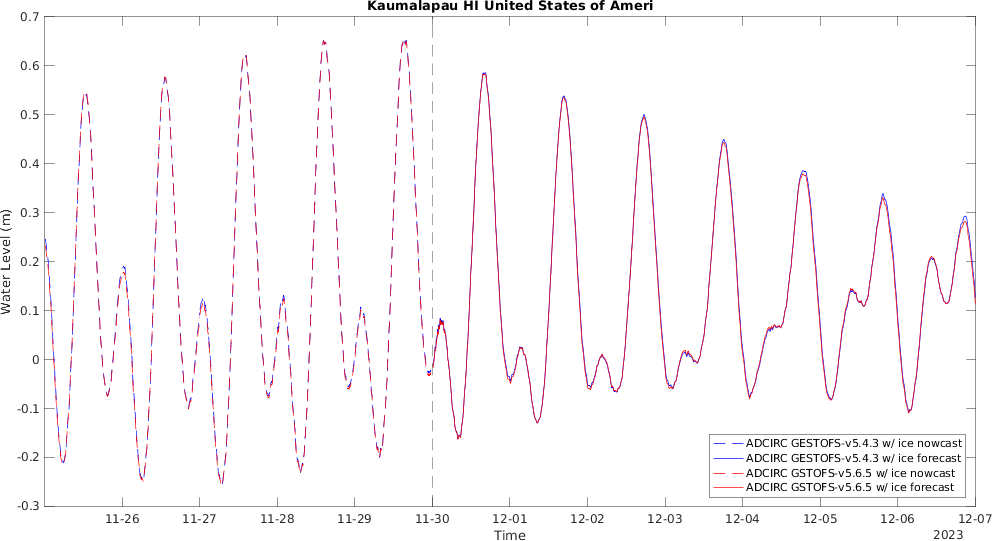 Kaumalapau HI United States of Ameri
Water Level (m)
0.7
0.6
0.5
0.4
0.3
0.2
0.1
0
-0.1
-0.2
-0.3
ADCIRC GESTOFS-v5.4.3 w/ ice nowcast
ADCIRC GESTOFS-v5.4.3 w/ ice forecast
ADCIRC GSTOFS-v5.6.5 w/ ice nowcast
ADCIRC GSTOFS-v5.6.5 w/ ice forecast
11-26 11-27 11-28 11-29 11-30 12-01 12-02 12-03 12-04 12-05 12-06 12-07
Time
2023